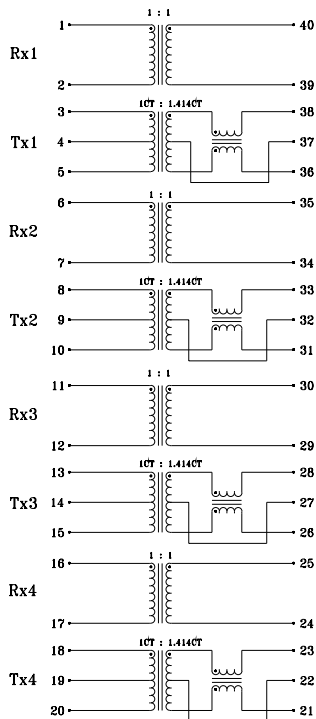 1 : 1
1 40
Rx1
2 39
1CT : 1.414CT
3 38
Tx1 4 37
5 36
1 : 1
6 35
Rx2
7 34
1CT : 1.414CT
8 33
Tx2 9 32
10 31
1 : 1
11 30
Rx3
12 29
1CT : 1.414CT
13 28
Tx3 14 27
15 26
1 : 1
16 25
Rx4
17 24
1CT : 1.414CT
18 23
Tx4 19 22
20 21